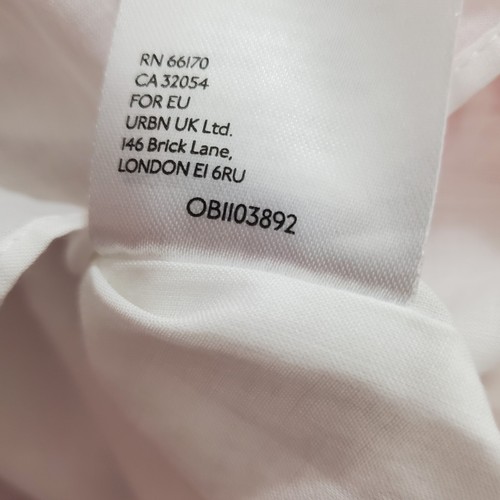 RN 66170
CA 32054
FOR EU
URBN UK Ltd.
146 Brick Lane,
LONDON E1 6RU
OB1103892